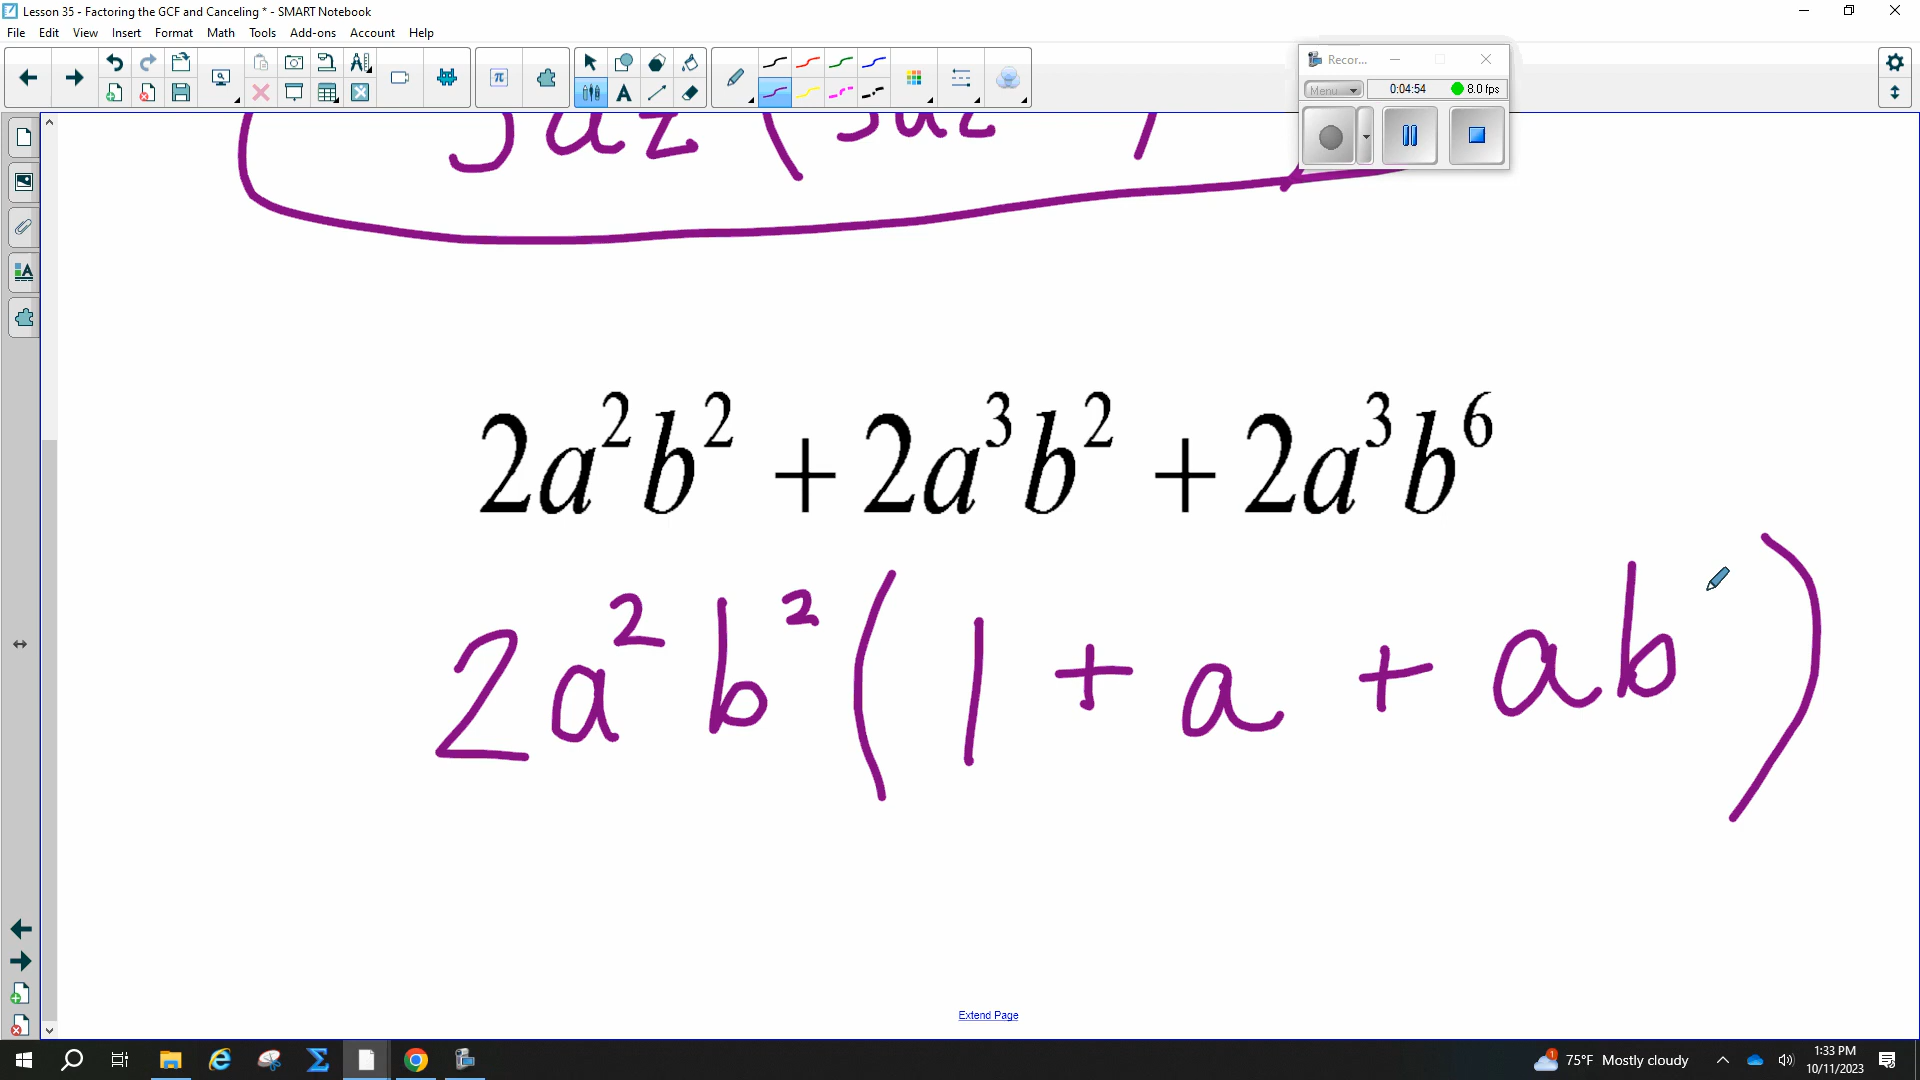 Lesson 35 - Factoring the GCF and Canceling * - SMART Notebook
File Edit View Insert Format Math Tools Add-ons Account Help
Recor...
Menu 0:04:54 8.0 fps
2a²b² + 2a³b² + 2a³b⁶
2a²b²(1 + a + ab)
Extend Page
75°F Mostly cloudy
1:33 PM
10/11/2023